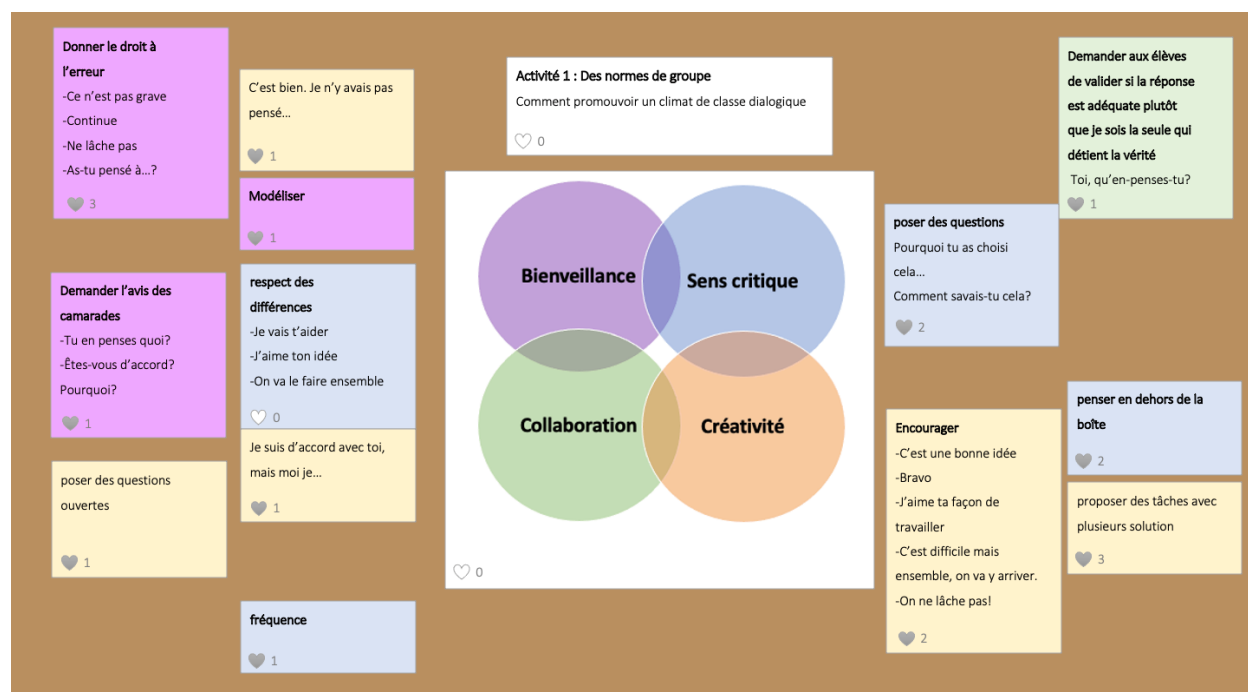 Donner le droit à
l'erreur
-Ce n'est pas grave
-Continue
-Ne lâche pas
-As-tu pensé à…?
3
C'est bien. Je n'y avais pas
pensé…
1
Modéliser
1
Demander l'avis des
camarades
-Tu en penses quoi?
-Êtes-vous d'accord?
Pourquoi?
1
respect des
différences
-Je vais t'aider
-J'aime ton idée
-On va le faire ensemble
0
Je suis d'accord avec toi,
mais moi je…
1
poser des questions
ouvertes
1
fréquence
1
Activité 1 : Des normes de groupe
Comment promouvoir un climat de classe dialogique
0
Bienveillance
Sens critique
Collaboration
Créativité
0
Demander aux élèves
de valider si la réponse
est adéquate plutôt
que je sois la seule qui
détient la vérité
Toi, qu'en-penses-tu?
1
poser des questions
Pourquoi tu as choisi
cela…
Comment savais-tu cela?
2
Encourager
-C'est une bonne idée
-Bravo
-J'aime ta façon de
travailler
-C'est difficile mais
ensemble, on va y arriver.
-On ne lâche pas!
2
penser en dehors de la
boîte
2
proposer des tâches avec
plusieurs solution
3